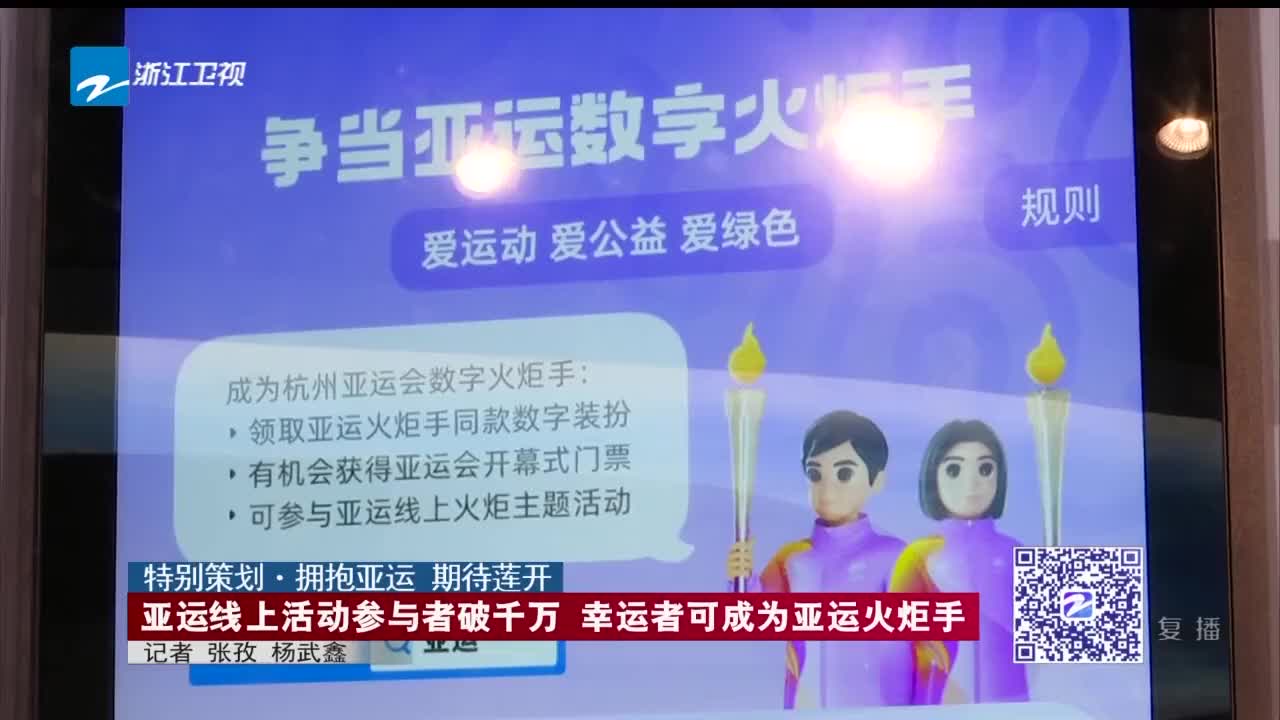 浙江卫视
争当亚运数字火炬手
爱运动 爱公益 爱绿色
规则
成为杭州亚运会数字火炬手：
· 领取亚运火炬手同款数字装扮
· 有机会获得亚运会开幕式门票
· 可参与亚运线上火炬主题活动
特别策划·拥抱亚运 期待莲开
亚运线上活动参与者破千万 幸运者可成为亚运火炬手
记者 张孜 杨武鑫
亚运
复播